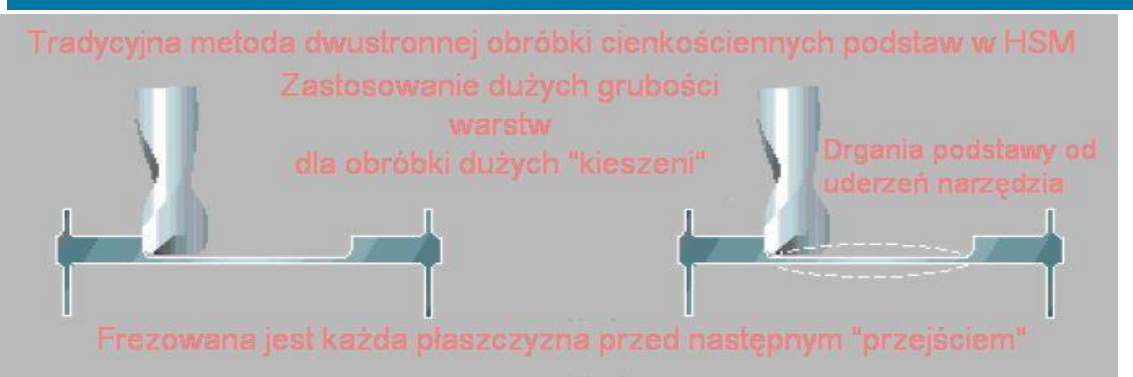 Tradycyjna metoda dwustronnej obróbki cienkościennych podstaw w HSM
Zastosowanie dużych grubości
warstw
dla obróbki dużych "kieszeni"
Drgania podstawy od
uderzeń narzędzia
Frezowana jest każda płaszczyzna przed następnym "przejściem"